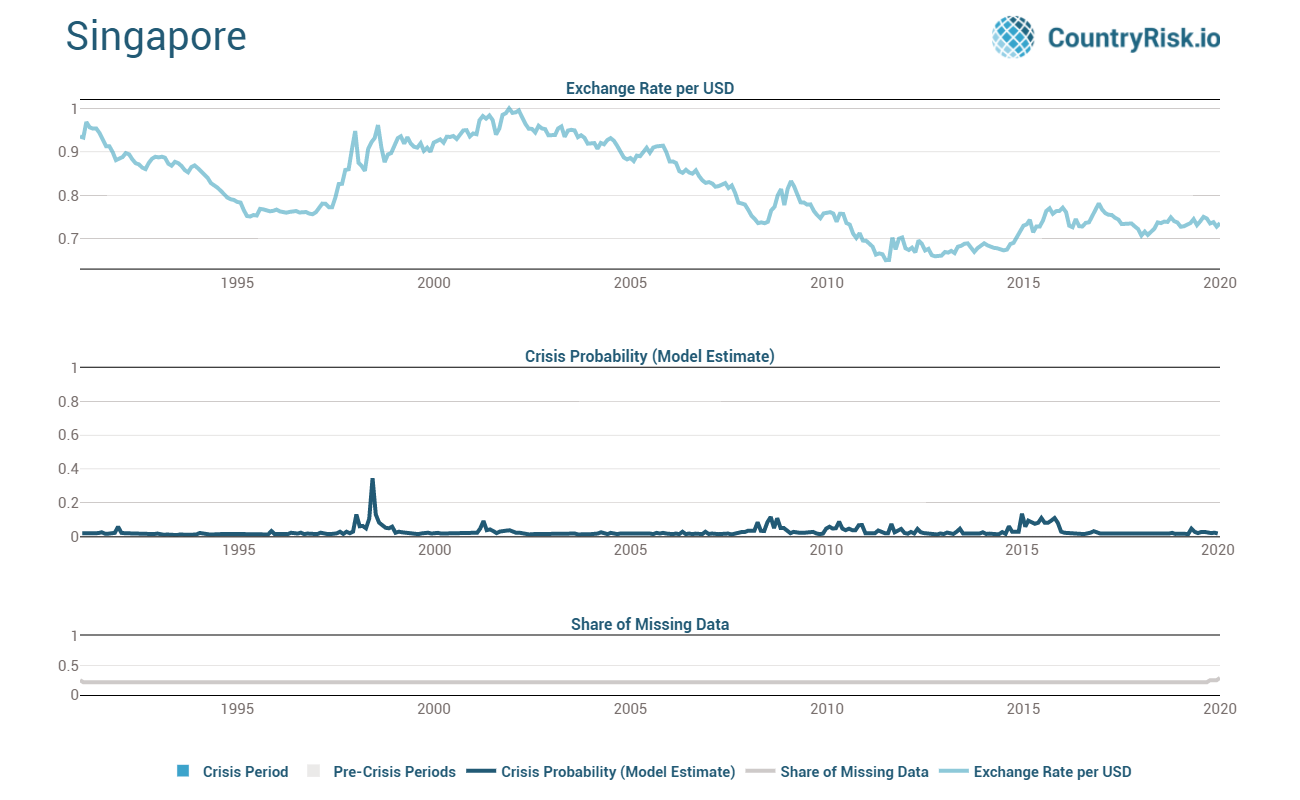 Singapore
CountryRisk.io
Exchange Rate per USD
1
0.9
0.8
0.7
1995 2000 2005 2010 2015 2020
Crisis Probability (Model Estimate)
1
0.8
0.6
0.4
0.2
0
1995 2000 2005 2010 2015 2020
Share of Missing Data
1
0.5
0
1995 2000 2005 2010 2015 2020
Crisis Period Pre-Crisis Periods Crisis Probability (Model Estimate) Share of Missing Data Exchange Rate per USD